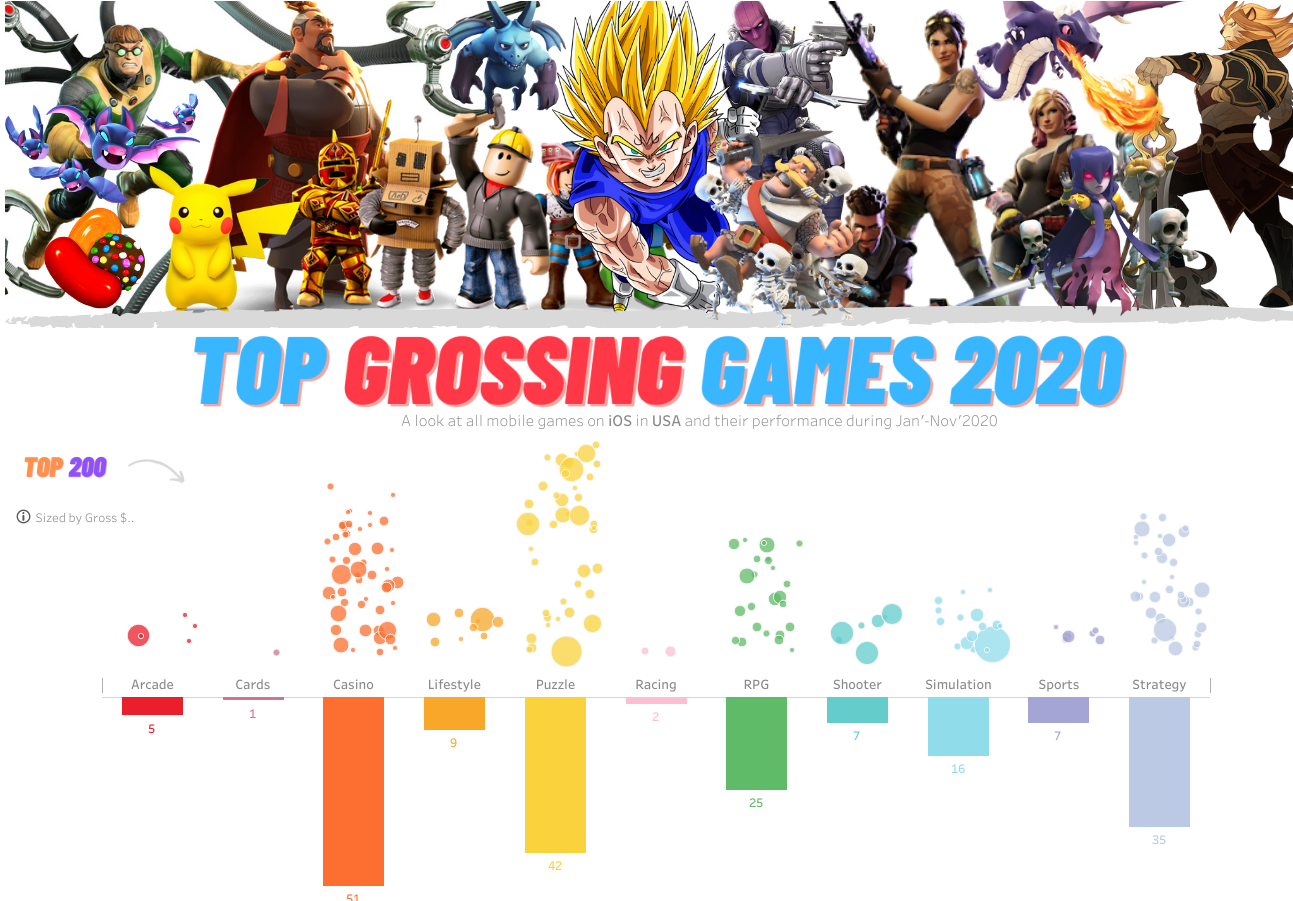 TOP GROSSING GAMES 2020
A look at all mobile games on iOS in USA and their performance during Jan'-Nov'2020
TOP 200
Sized by Gross $..
Arcade Cards Casino Lifestyle Puzzle Racing RPG Shooter Simulation Sports Strategy
5 1 51 9 42 2 25 7 16 7 35